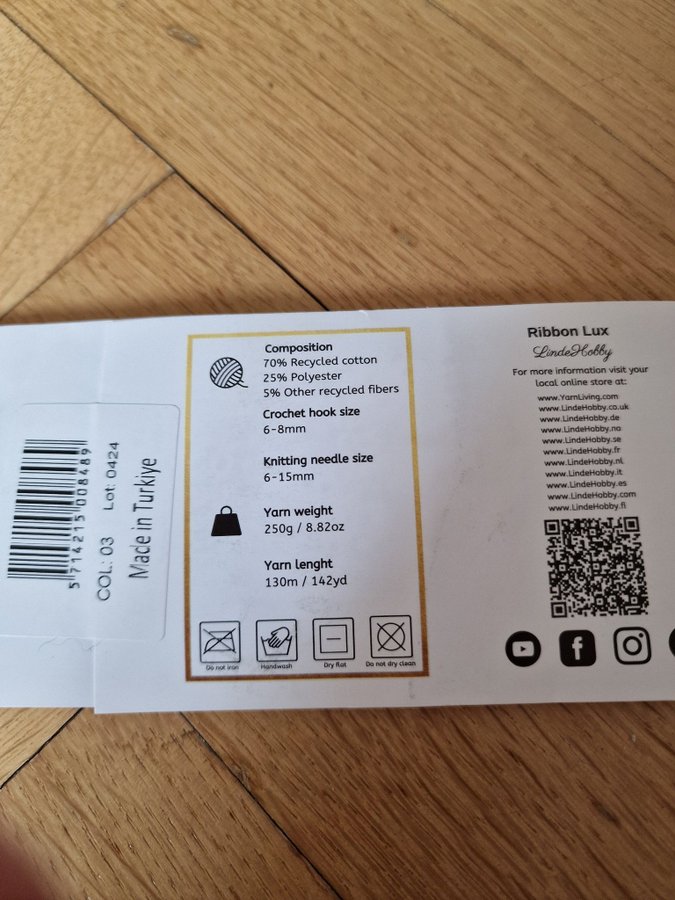 5 714215 008489
COL: 03 Lot: 0424
Made in Turkiye
Composition
70% Recycled cotton
25% Polyester
5% Other recycled fibers
Crochet hook size
6-8mm
Knitting needle size
6-15mm
Yarn weight
250g / 8.82oz
Yarn lenght
130m / 142yd
Do not iron
Handwash
Dry flat
Do not dry clean
Ribbon Lux
LindeHobby
For more information visit your
local online store at:
www.YarnLiving.com
www.LindeHobby.co.uk
www.LindeHobby.de
www.LindeHobby.no
www.LindeHobby.se
www.LindeHobby.fr
www.LindeHobby.nl
www.LindeHobby.it
www.LindeHobby.es
www.LindeHobby.com
www.LindeHobby.fi